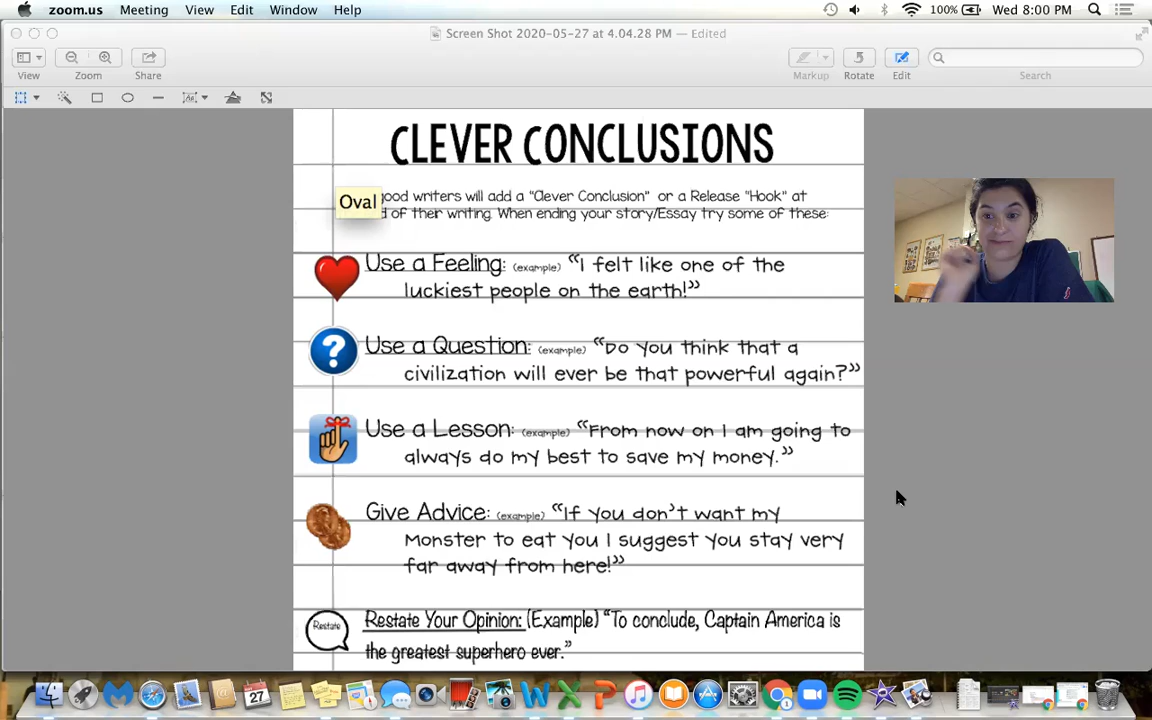 zoom.us Meeting View Edit Window Help 100% Wed 8:00 PM
Screen Shot 2020-05-27 at 4.04.28 PM — Edited
View Zoom Share Markup Rotate Edit Search
CLEVER CONCLUSIONS
Oval
good writers will add a "Clever Conclusion" or a Release "Hook" at
of their writing. When ending your story/Essay try some of these:
Use a Feeling: (example) "I felt like one of the
luckiest people on the earth!"
Use a Question: (example) "Do you think that a
civilization will ever be that powerful again?"
Use a Lesson: (example) "From now on I am going to
always do my best to save my money."
Give Advice: (example) "If you don't want my
Monster to eat you I suggest you stay very
far away from here!"
Restate
Restate Your Opinion: (Example) "To conclude, Captain America is
the greatest superhero ever."
27